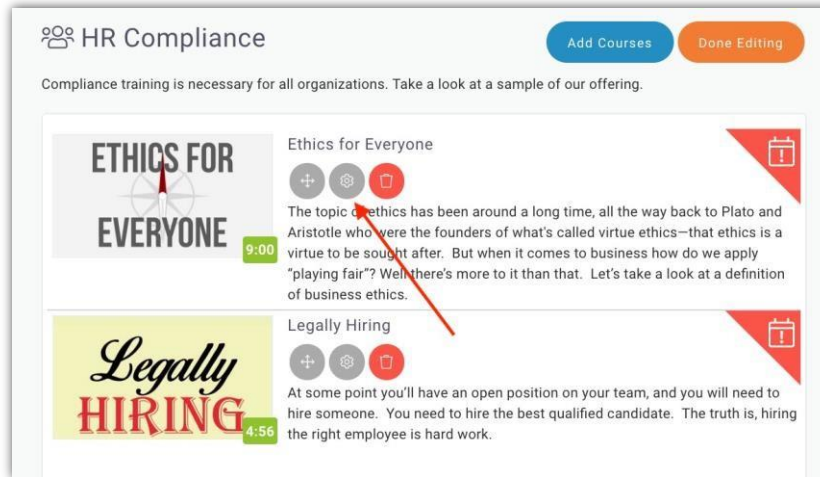 HR Compliance
Add Courses
Done Editing
Compliance training is necessary for all organizations. Take a look at a sample of our offering.
ETHICS FOR
EVERYONE
9:00
Ethics for Everyone
The topic of ethics has been around a long time, all the way back to Plato and
Aristotle who were the founders of what's called virtue ethics—that ethics is a
virtue to be sought after. But when it comes to business how do we apply
“playing fair”? Well there's more to it than that. Let’s take a look at a definition
of business ethics.
Legally
HIRING
4:56
Legally Hiring
At some point you’ll have an open position on your team, and you will need to
hire someone. You need to hire the best qualified candidate. The truth is, hiring
the right employee is hard work.